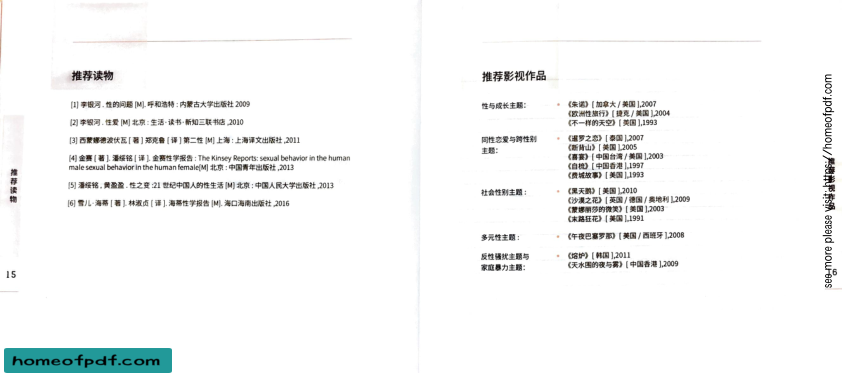 推荐读物
[1] 李银河 . 性的问题 [M]. 呼和浩特 : 内蒙古大学出版社 2009
[2] 李银河 . 性爱 [M] 北京 : 生活 · 读书 · 新知三联书店 ,2010
[3] 西蒙娜德波伏瓦 [ 著 ] 郑克鲁 [ 译 ] 第二性 [M] 上海 : 上海译文出版社 ,2011
[4] 金赛 [ 著 ]. 潘绥铭 [ 译 ]. 金赛性学报告 : The Kinsey Reports: sexual behavior in the human
male sexual behavior in the human female[M] 北京 : 中国青年出版社 ,2013
[5] 潘绥铭 , 黄盈盈 . 性之变 :21 世纪中国人的性生活 [M] 北京 : 中国人民大学出版社 ,2013
[6] 雪儿 · 海蒂 [ 著 ]. 林淑贞 [ 译 ]. 海蒂性学报告 [M]. 海口海南出版社 ,2016
推荐读物
15
推荐影视作品
性与成长主题 :
《朱诺》[ 加拿大 / 美国 ],2007
《欧洲性旅行》[ 捷克 / 美国 ],2004
《不一样的天空》[ 美国 ],1993
同性恋爱与跨性别
主题 :
《暹罗之恋》[ 泰国 ],2007
《断背山》[ 美国 ],2005
《喜宴》[ 中国台湾 / 美国 ],2003
《自梳》[ 中国香港 ],1997
《费城故事》[ 美国 ],1993
社会性别主题 :
《黑天鹅》[ 美国 ],2010
《沙漠之花》[ 英国 / 德国 / 奥地利 ],2009
《蒙娜丽莎的微笑》[ 美国 ],2003
《末路狂花》[ 美国 ],1991
多元性主题 :
《午夜巴塞罗那》[ 美国 / 西班牙 ],2008
反性骚扰主题与
家庭暴力主题 :
《熔炉》[ 韩国 ],2011
《天水围的夜与雾》[ 中国香港 ],2009
推荐影视作品
16
see more please visit: https://homeofpdf.com
homeofpdf.com